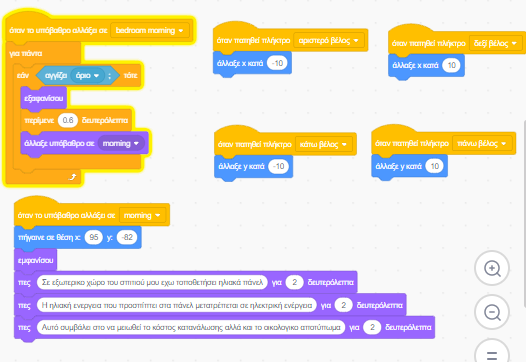 όταν το υπόβαθρο αλλάξει σε bedroom morning
για πάντα
εάν αγγίζει όριο ; τότε
εξαφανίσου
περίμενε 0.6 δευτερόλεπτα
άλλαξε υπόβαθρο σε morning
όταν πατηθεί πλήκτρο αριστερό βέλος
άλλαξε x κατά -10
όταν πατηθεί πλήκτρο δεξί βέλος
άλλαξε x κατά 10
όταν πατηθεί πλήκτρο κάτω βέλος
άλλαξε y κατά -10
όταν πατηθεί πλήκτρο πάνω βέλος
άλλαξε y κατά 10
όταν το υπόβαθρο αλλάξει σε morning
πήγαινε σε θέση x: 95 y: -82
εμφανίσου
πες Σε εξωτερικο χώρο του σπιτιού μου εχω τοποθετήσει ηλιακά πάνελ για 2 δευτερόλεπτα
πες Η ηλιακή ενεργεια που προσπίπτει στα πάνελ μετατρέπεται σε ηλεκτρική ενέργεια για 2 δευτερόλεπτα
πες Αυτό συμβάλει στο να μειωθεί το κόστος κατανάλωσης αλλά και το οικολογικο αποτύπωμα για 2 δευτερόλεπτα